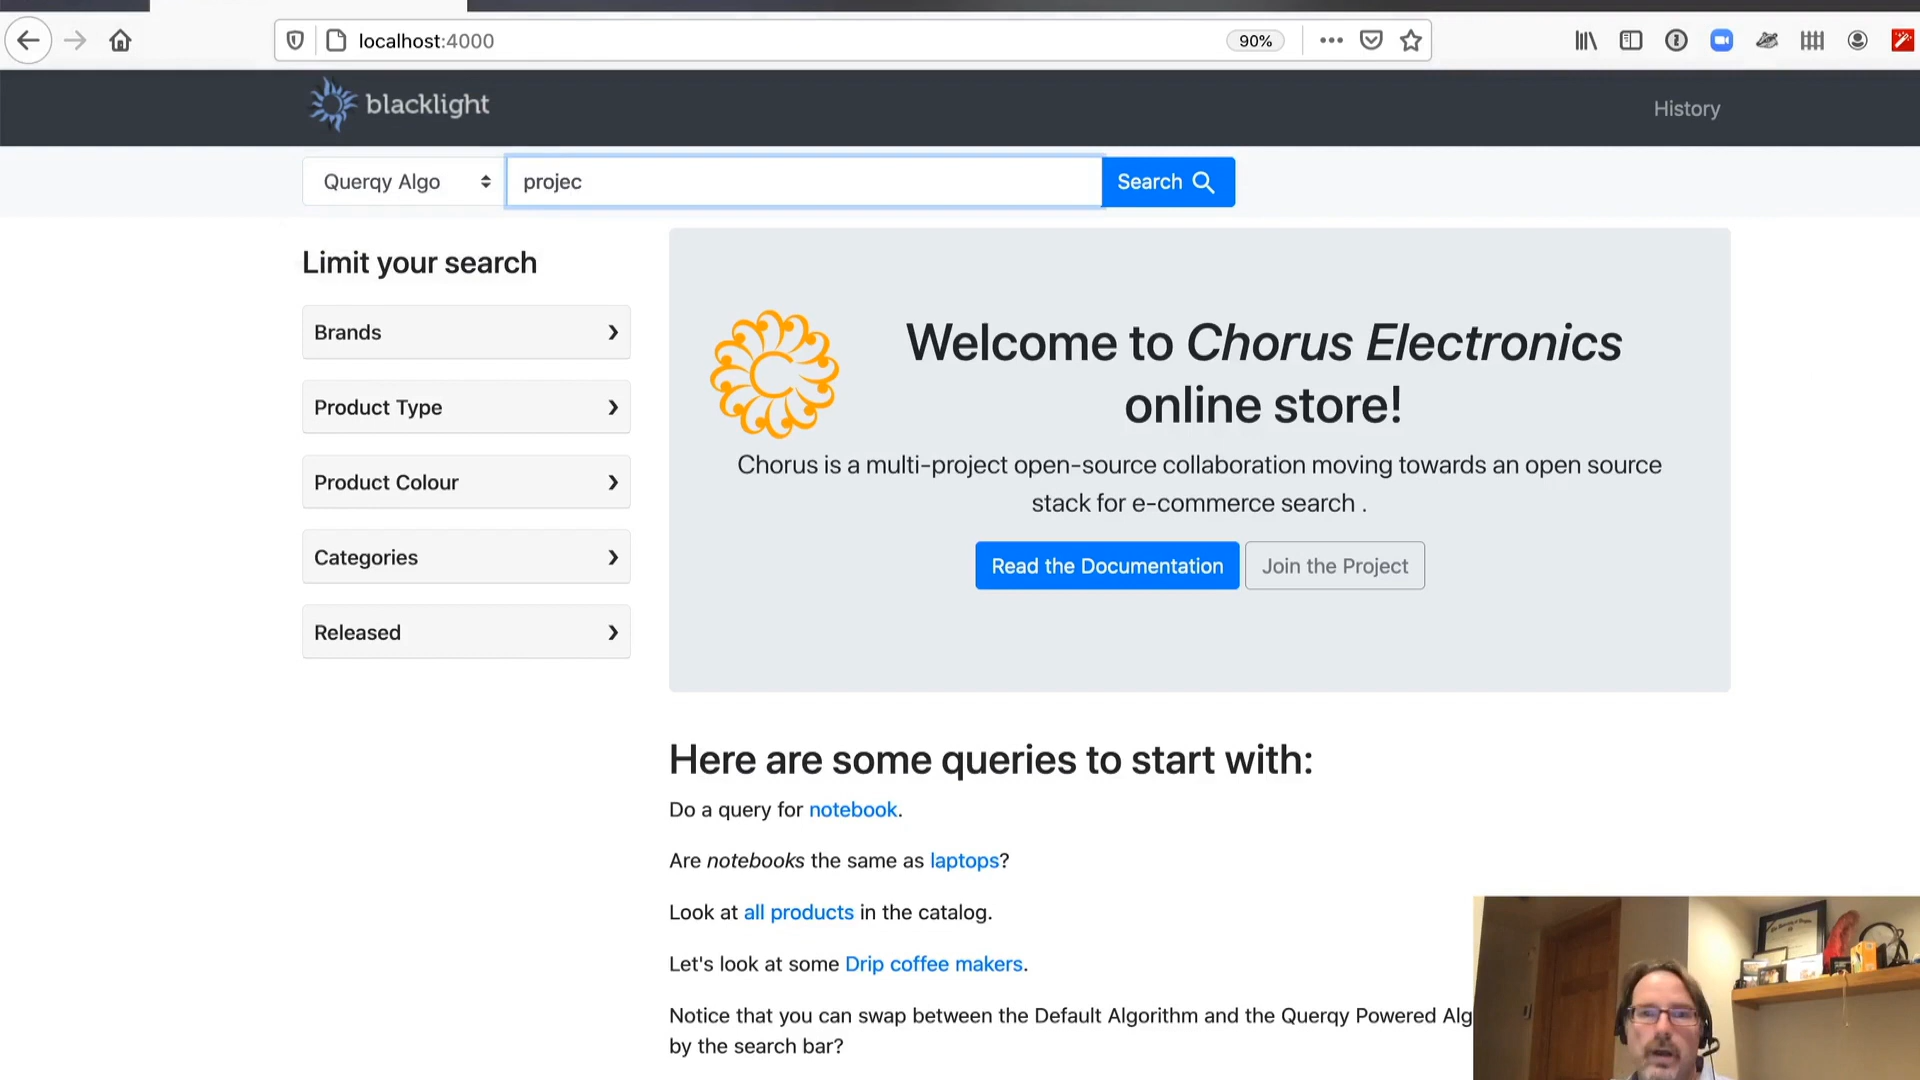 localhost:4000
90%
blacklight
History
Querqy Algo
projec
Search
Limit your search
Brands
Product Type
Product Colour
Categories
Released
Welcome to Chorus Electronics
online store!
Chorus is a multi-project open-source collaboration moving towards an open source
stack for e-commerce search .
Read the Documentation
Join the Project
Here are some queries to start with:
Do a query for notebook.
Are notebooks the same as laptops?
Look at all products in the catalog.
Let's look at some Drip coffee makers.
Notice that you can swap between the Default Algorithm and the Querqy Powered Alg
by the search bar?